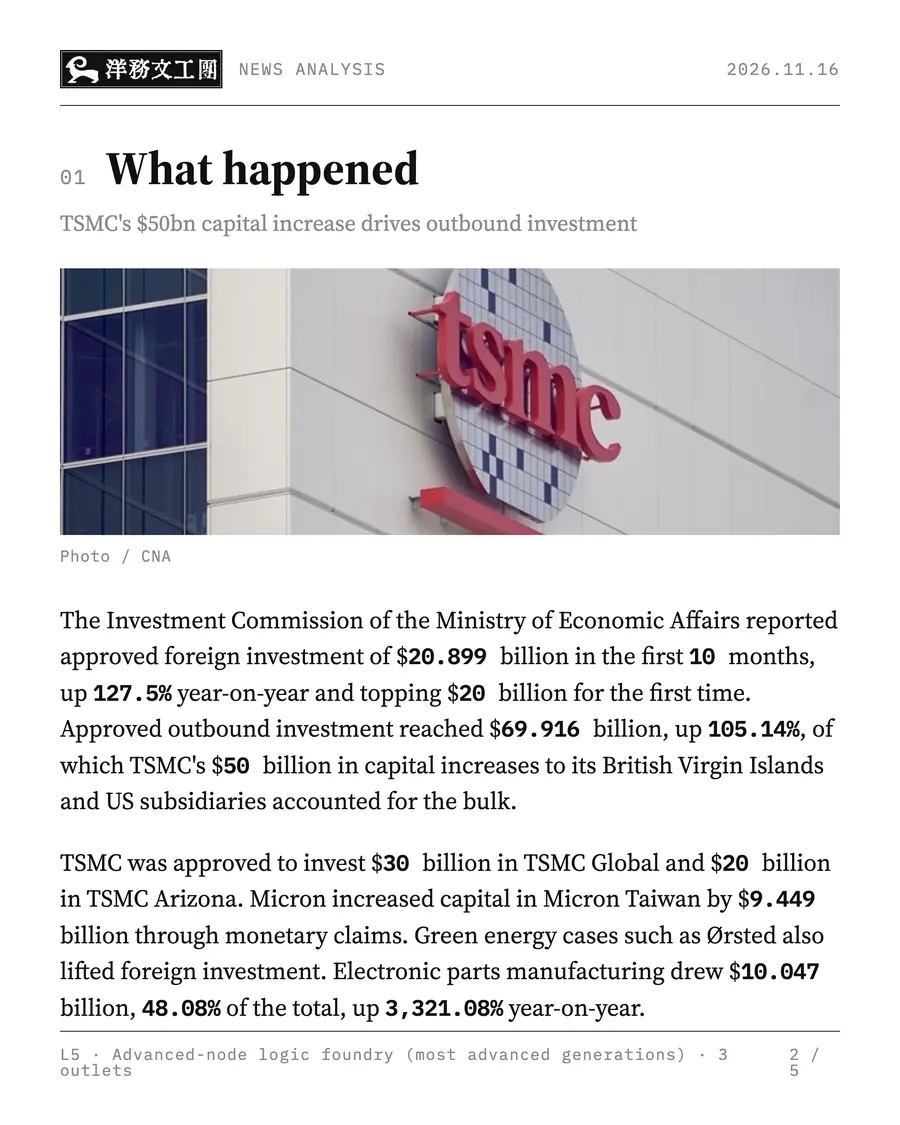 洋務文工團 NEWS ANALYSIS 2026.11.16
01 What happened
TSMC's $50bn capital increase drives outbound investment
tsmc
Photo / CNA
The Investment Commission of the Ministry of Economic Affairs reported
approved foreign investment of $20.899 billion in the first 10 months,
up 127.5% year-on-year and topping $20 billion for the first time.
Approved outbound investment reached $69.916 billion, up 105.14%, of
which TSMC's $50 billion in capital increases to its British Virgin Islands
and US subsidiaries accounted for the bulk.
TSMC was approved to invest $30 billion in TSMC Global and $20 billion
in TSMC Arizona. Micron increased capital in Micron Taiwan by $9.449
billion through monetary claims. Green energy cases such as Ørsted also
lifted foreign investment. Electronic parts manufacturing drew $10.047
billion, 48.08% of the total, up 3,321.08% year-on-year.
L5 · Advanced-node logic foundry (most advanced generations) · 3
outlets
2 /
5